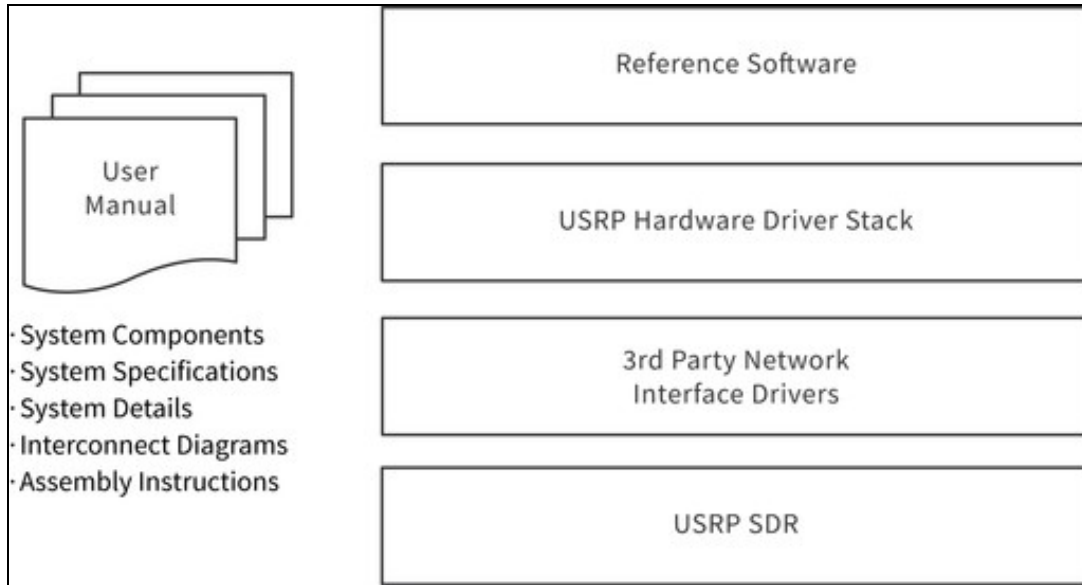 User
Manual
· System Components
· System Specifications
· System Details
· Interconnect Diagrams
· Assembly Instructions
Reference Software
USRP Hardware Driver Stack
3rd Party Network
Interface Drivers
USRP SDR